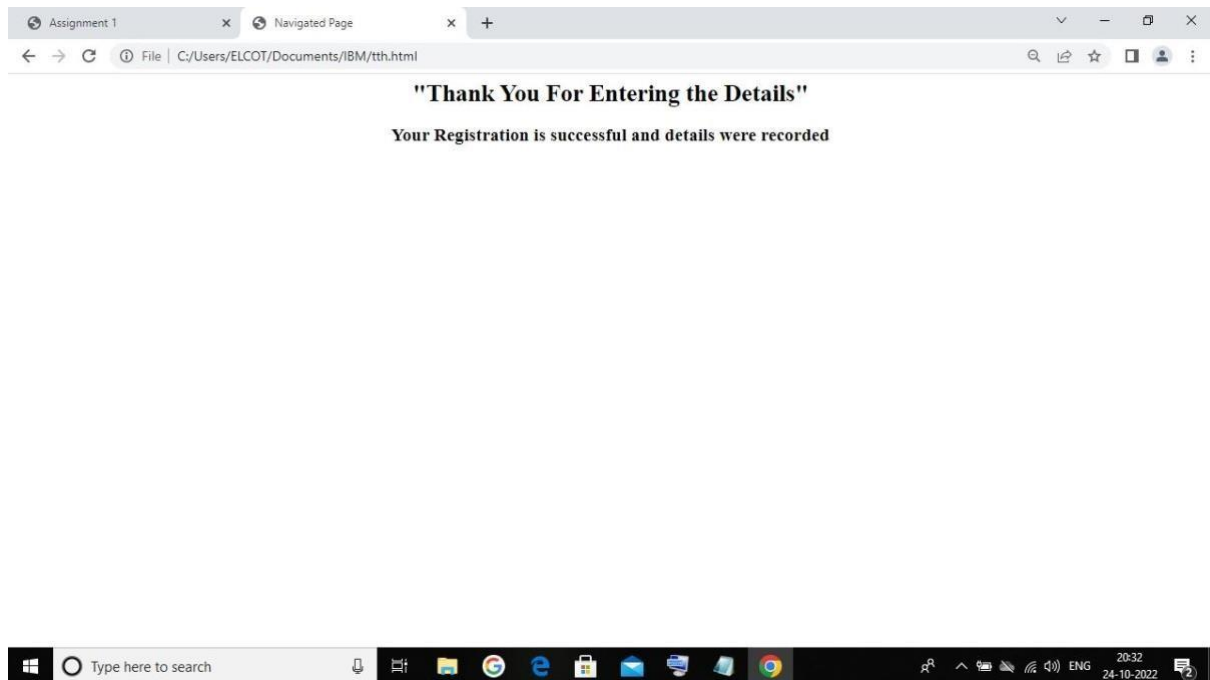 Assignment 1
Navigated Page
File | C:/Users/ELCOT/Documents/IBM/tth.html
"Thank You For Entering the Details"
Your Registration is successful and details were recorded
Type here to search
ENG
20:32
24-10-2022
2